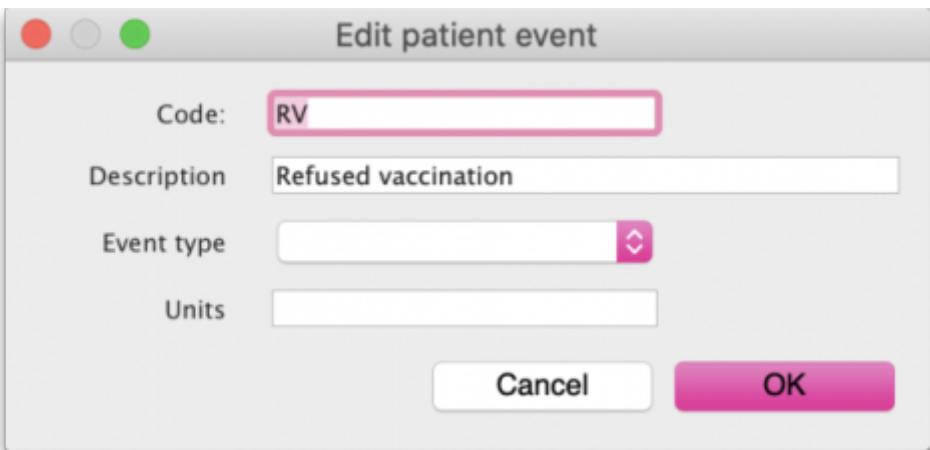 Edit patient event
Code: RV
Description Refused vaccination
Event type
Units
Cancel OK